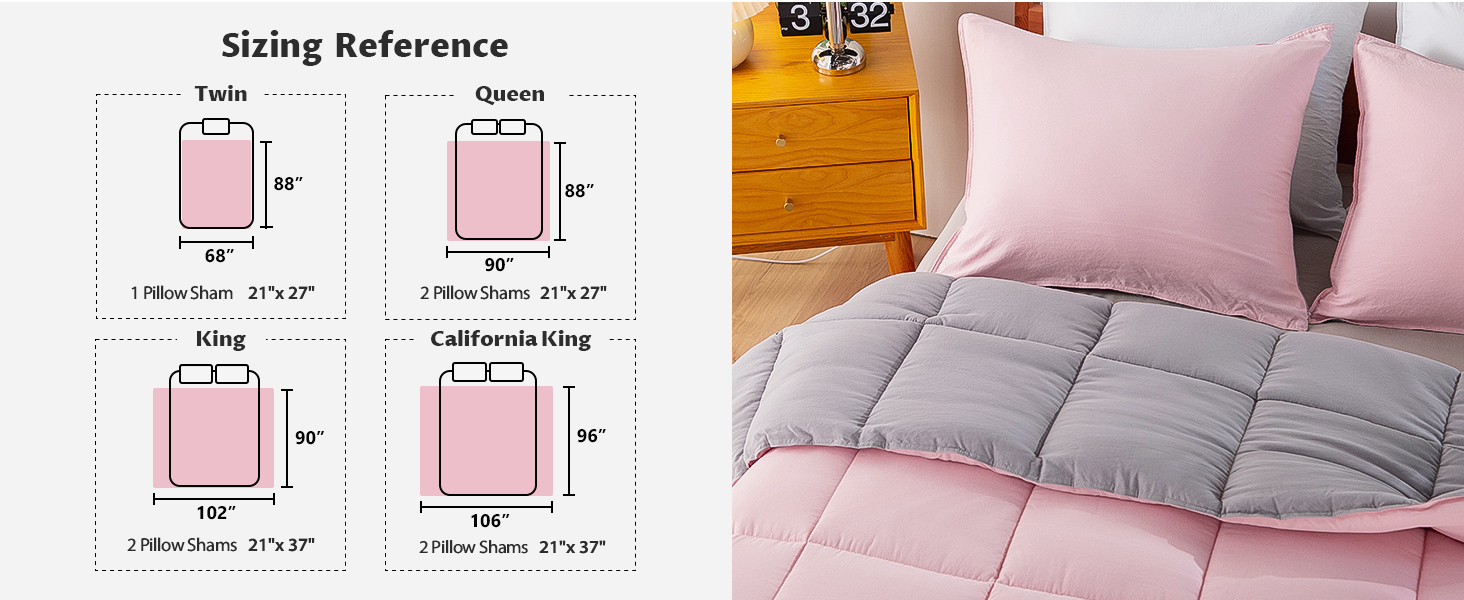 Sizing Reference
Twin
88”
68”
1 Pillow Sham 21"x 27"
Queen
88”
90”
2 Pillow Shams 21"x 27"
King
90”
102”
2 Pillow Shams 21"x 37"
California King
96”
106”
2 Pillow Shams 21"x 37"
3 32